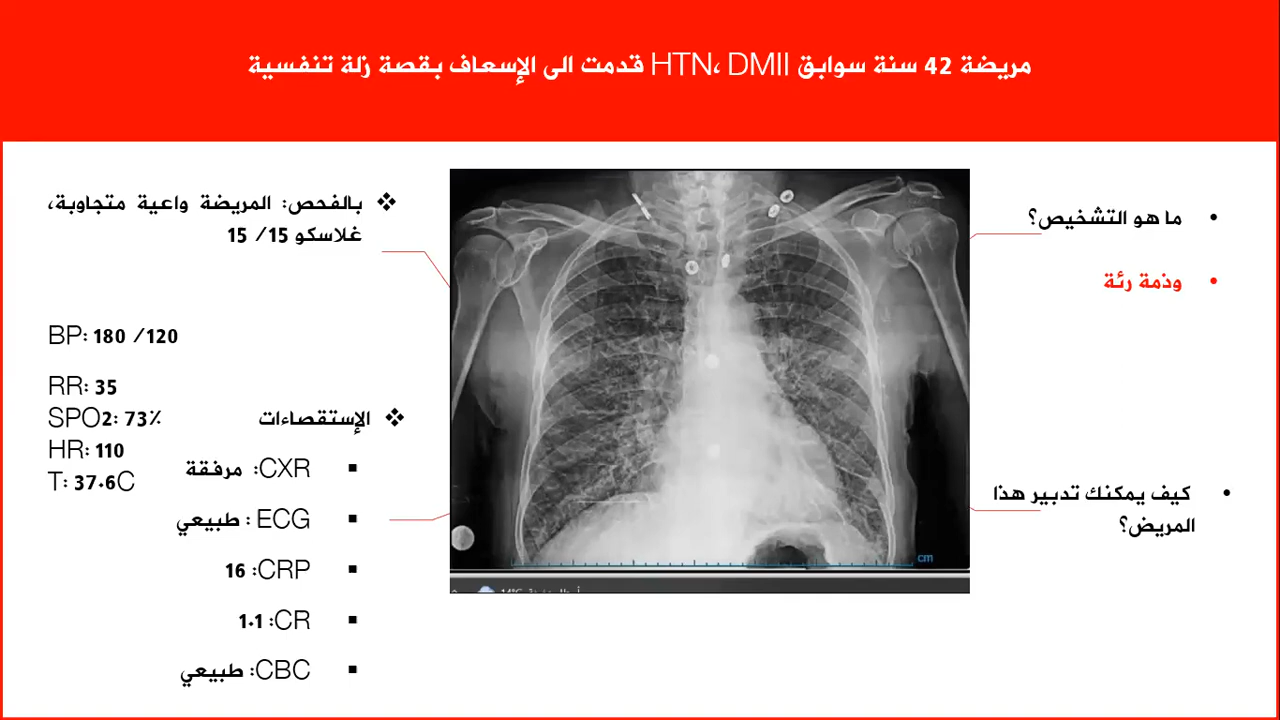 مريضة 42 سنة سوابق HTN، DMII قدمت الى الإسعاف بقصة زلة تنفسية
ما هو التشخيص؟
وذمة رئة
كيف يمكنك تدبير هذا
المريض؟
بالفحص: المريضة واعية متجاوبة،
غلاسكو 15/ 15
BP: 180 /120
RR: 35
SPO2: 73٪
HR: 110
T: 37.6C
الإستقصاءات
CXR: مرفقة
ECG: طبيعي
CRP: 16
CR: 1.1
CBC: طبيعي
cm